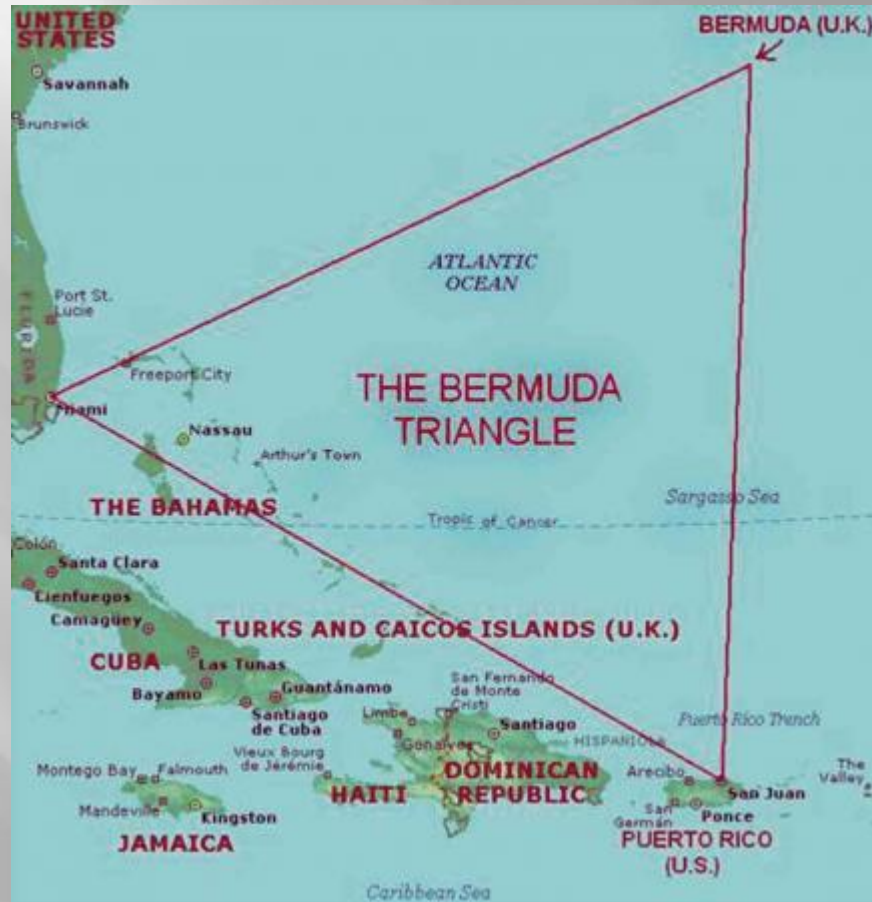 UNITED
STATES
BERMUDA (U.K.)
Savannah
Brunswick
ATLANTIC
OCEAN
Port St.
Lucie
FLORIDA
Freeport City
THE BERMUDA
TRIANGLE
Nassau
Arthur's Town
THE BAHAMAS
Sargasso Sea
Tropic of Cancer
Colón
Santa Clara
Cienfuegos
Camagüey
TURKS AND CAICOS ISLANDS (U.K.)
CUBA
Las Tunas
Bayamo
Guantánamo
Santiago
de Cuba
San Fernando
de Monte
Cristi
Limbe
Santiago
Puerto Rico Trench
Gonaïves
HISPANIOLA
Vieux Bourg
de Jérémie
Montego Bay
Falmouth
DOMINICAN
REPUBLIC
HAITI
Arecibo
The
Valley
San Juan
Mandeville
Kingston
San
Germán
Ponce
JAMAICA
PUERTO RICO
(U.S.)
Caribbean Sea